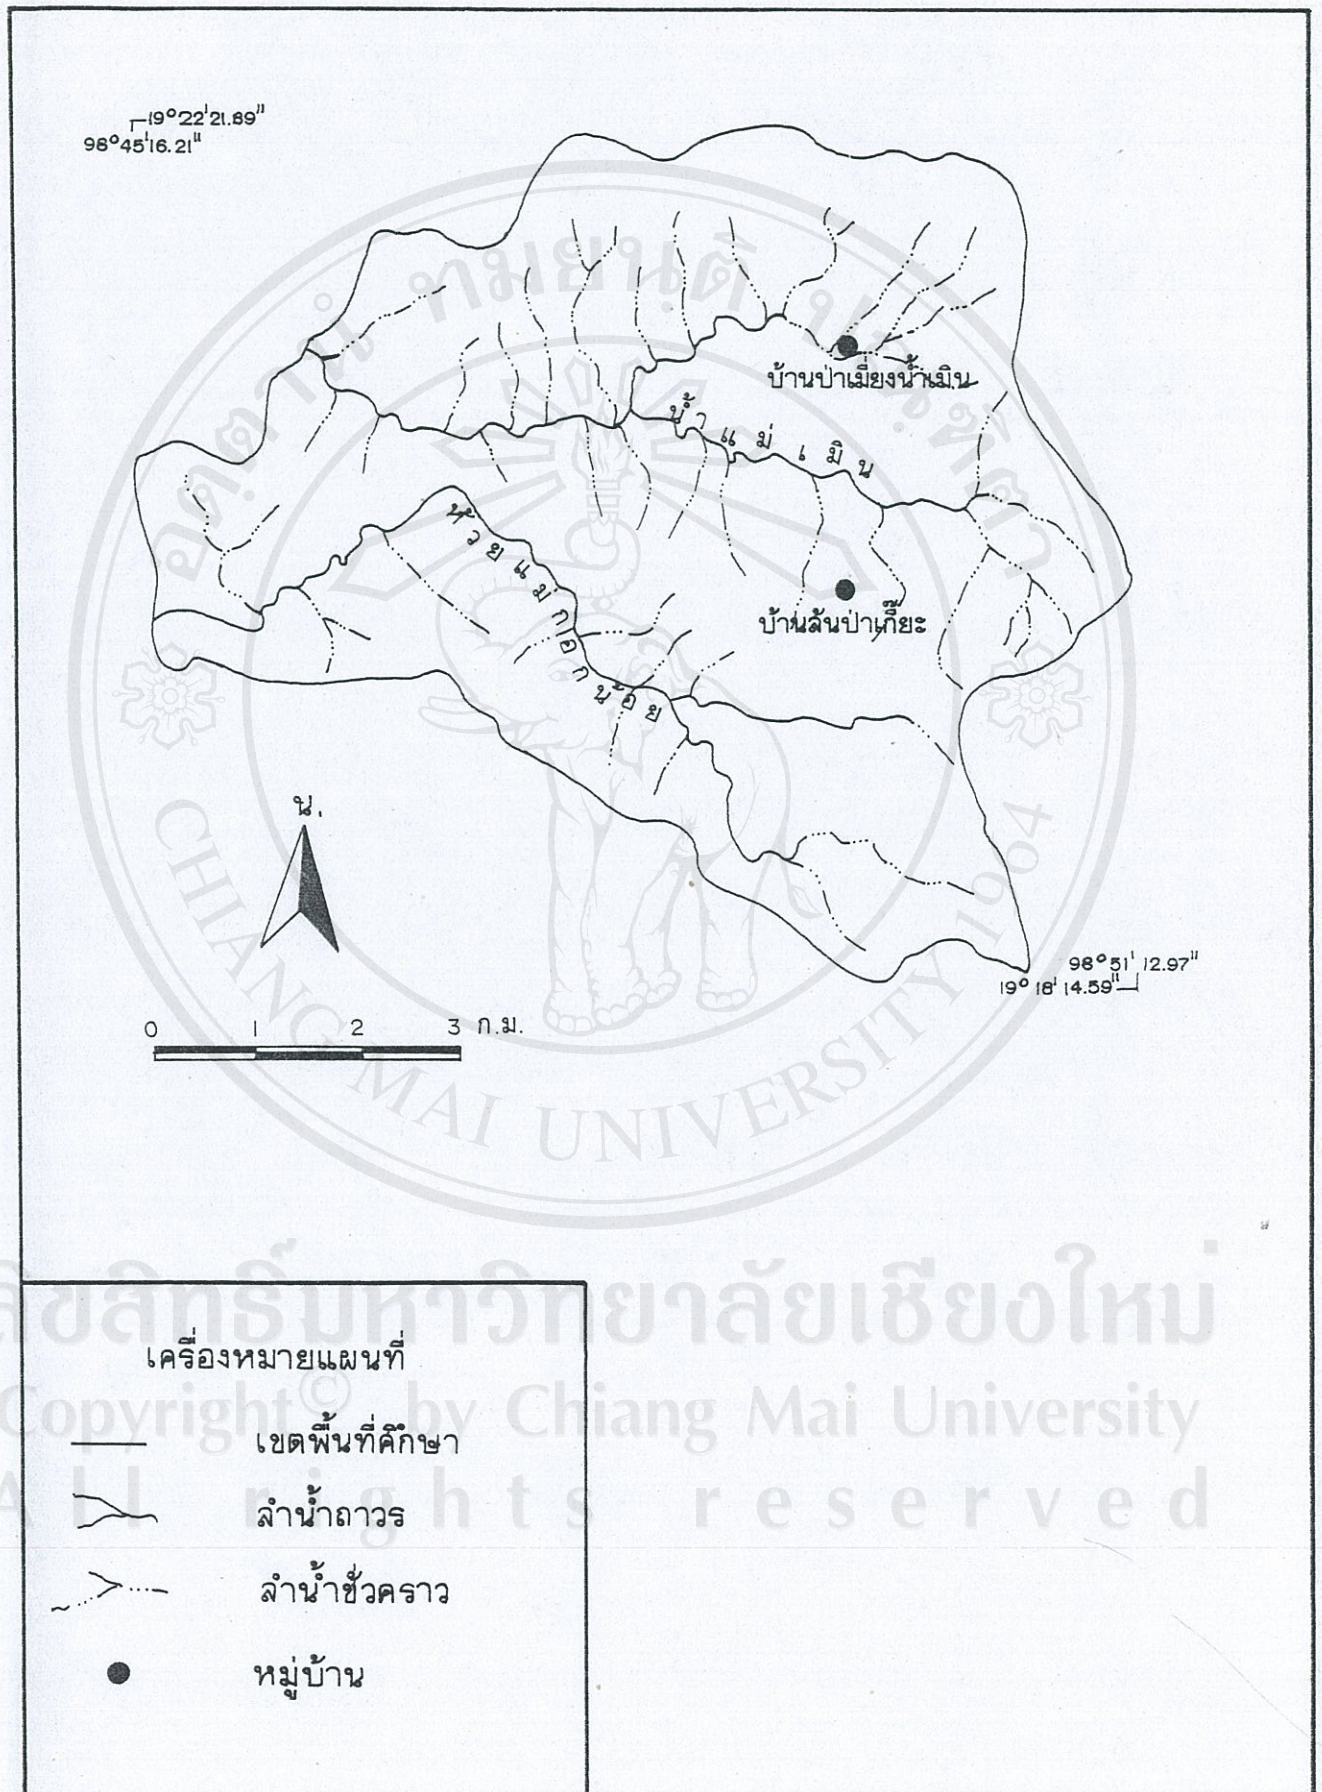 19°22'21.89"
98°45'16.21"
บ้านป่าเมี่ยงน้ำเมิน
น้ำแม่เมิน
ห้วยแม่กอกน้อย
บ้านสันป่าเกี๊ยะ
น.
98°51' 12.97"
19° 18' 14.59"
0 1 2 3 ก.ม.
CHIANG MAI UNIVERSITY 1964
ลิขสิทธิ์มหาวิทยาลัยเชียงใหม่
Copyright© by Chiang Mai University
All rights reserved
เครื่องหมายแผนที่
เขตพื้นที่ศึกษา
ลำน้ำถาวร
ลำน้ำชั่วคราว
หมู่บ้าน